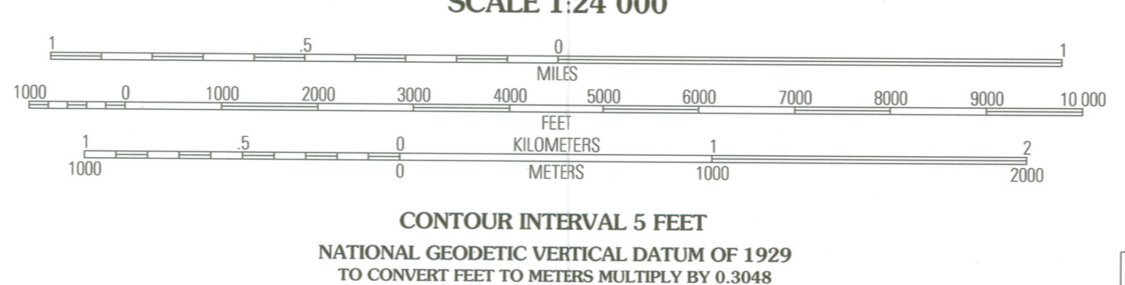 SCALE 1:24 000
1 .5 0 1
MILES
1000 0 1000 2000 3000 4000 5000 6000 7000 8000 9000 10 000
FEET
1 .5 0 KILOMETERS 1 2
1000 0 METERS 1000 2000
CONTOUR INTERVAL 5 FEET
NATIONAL GEODETIC VERTICAL DATUM OF 1929
TO CONVERT FEET TO METERS MULTIPLY BY 0.3048